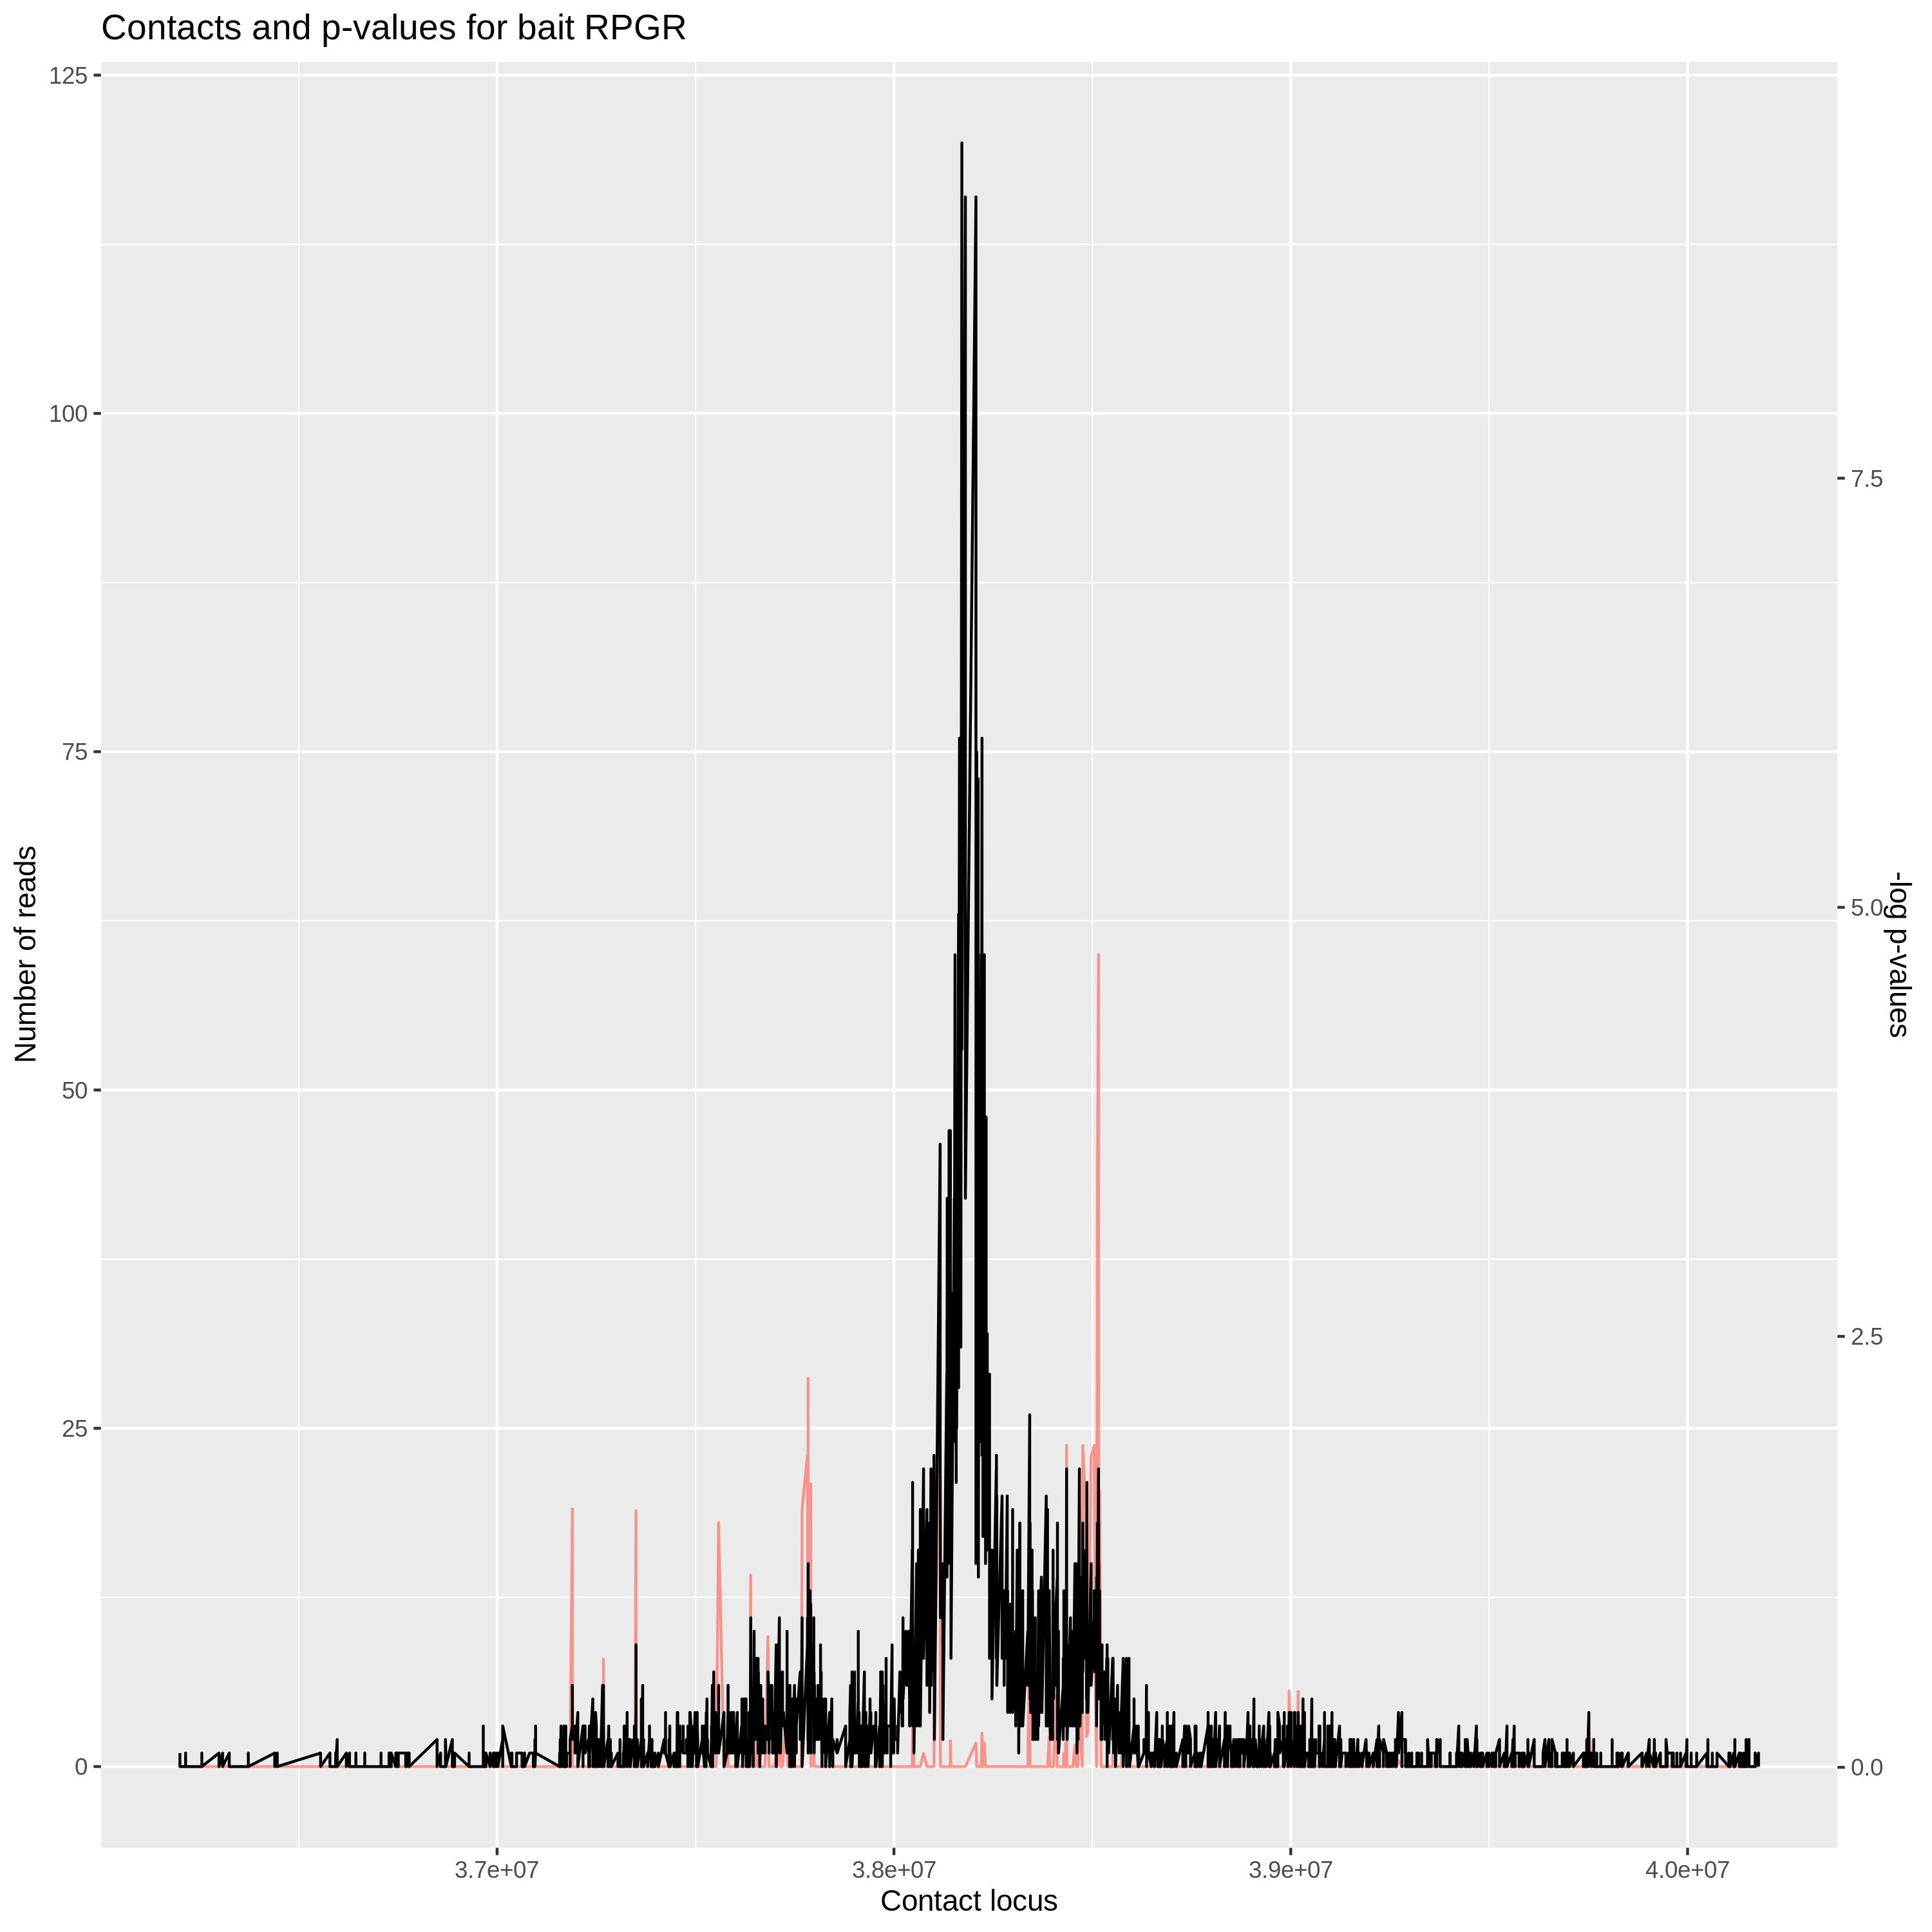 Contacts and p-values for bait RPGR
125
100
75
50
25
0
Number of reads
7.5
5.0
2.5
0.0
-log p-values
3.7e+07
3.8e+07
3.9e+07
4.0e+07
Contact locus